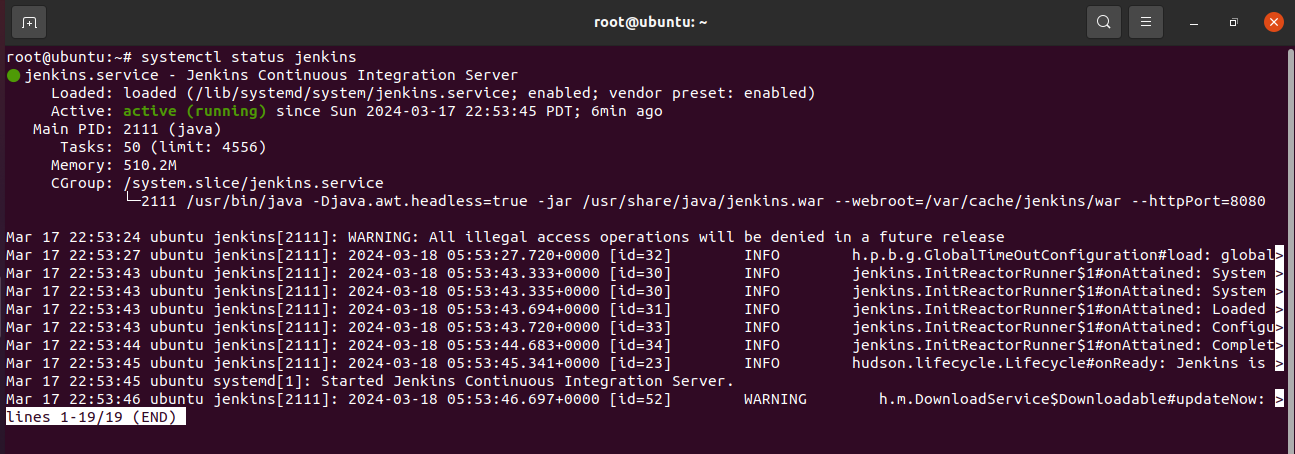 root@ubuntu: ~
root@ubuntu:~# systemctl status jenkins
● jenkins.service - Jenkins Continuous Integration Server
     Loaded: loaded (/lib/systemd/system/jenkins.service; enabled; vendor preset: enabled)
     Active: active (running) since Sun 2024-03-17 22:53:45 PDT; 6min ago
   Main PID: 2111 (java)
      Tasks: 50 (limit: 4556)
     Memory: 510.2M
     CGroup: /system.slice/jenkins.service
             └─2111 /usr/bin/java -Djava.awt.headless=true -jar /usr/share/java/jenkins.war --webroot=/var/cache/jenkins/war --httpPort=8080
Mar 17 22:53:24 ubuntu jenkins[2111]: WARNING: All illegal access operations will be denied in a future release
Mar 17 22:53:27 ubuntu jenkins[2111]: 2024-03-18 05:53:27.720+0000 [id=32]        INFO        h.p.b.g.GlobalTimeOutConfiguration#load: global>
Mar 17 22:53:43 ubuntu jenkins[2111]: 2024-03-18 05:53:43.333+0000 [id=30]        INFO        jenkins.InitReactorRunner$1#onAttained: System >
Mar 17 22:53:43 ubuntu jenkins[2111]: 2024-03-18 05:53:43.335+0000 [id=30]        INFO        jenkins.InitReactorRunner$1#onAttained: System >
Mar 17 22:53:43 ubuntu jenkins[2111]: 2024-03-18 05:53:43.694+0000 [id=31]        INFO        jenkins.InitReactorRunner$1#onAttained: Loaded >
Mar 17 22:53:43 ubuntu jenkins[2111]: 2024-03-18 05:53:43.720+0000 [id=33]        INFO        jenkins.InitReactorRunner$1#onAttained: Configu>
Mar 17 22:53:44 ubuntu jenkins[2111]: 2024-03-18 05:53:44.683+0000 [id=34]        INFO        jenkins.InitReactorRunner$1#onAttained: Complet>
Mar 17 22:53:45 ubuntu jenkins[2111]: 2024-03-18 05:53:45.341+0000 [id=23]        INFO        hudson.lifecycle.Lifecycle#onReady: Jenkins is >
Mar 17 22:53:45 ubuntu systemd[1]: Started Jenkins Continuous Integration Server.
Mar 17 22:53:46 ubuntu jenkins[2111]: 2024-03-18 05:53:46.697+0000 [id=52]        WARNING        h.m.DownloadService$Downloadable#updateNow: >
lines 1-19/19 (END)